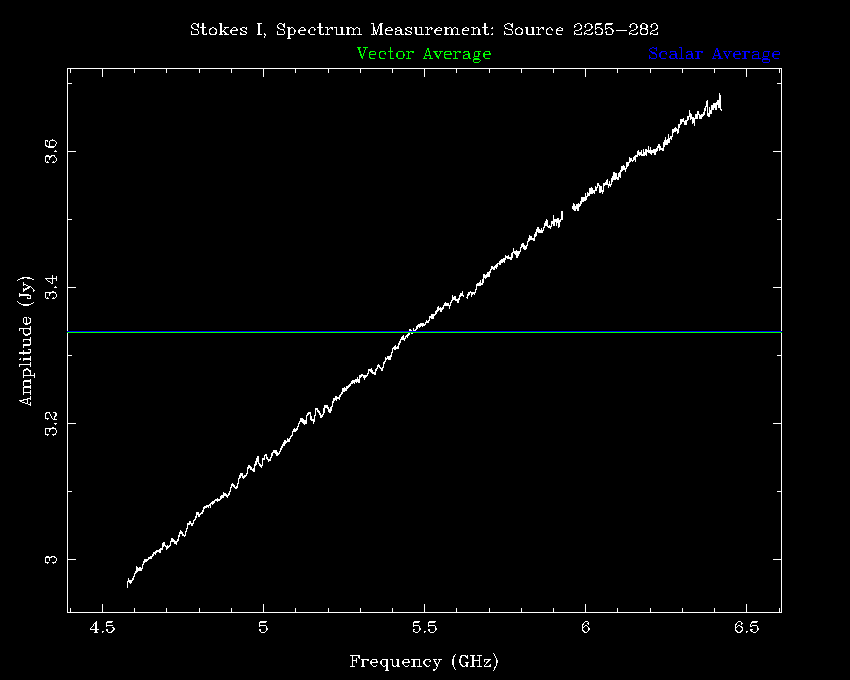 Stokes I, Spectrum Measurement: Source 2255−282
Vector Average Scalar Average
3.6
3.4
3.2
3
Amplitude (Jy)
4.5 5 5.5 6 6.5
Frequency (GHz)